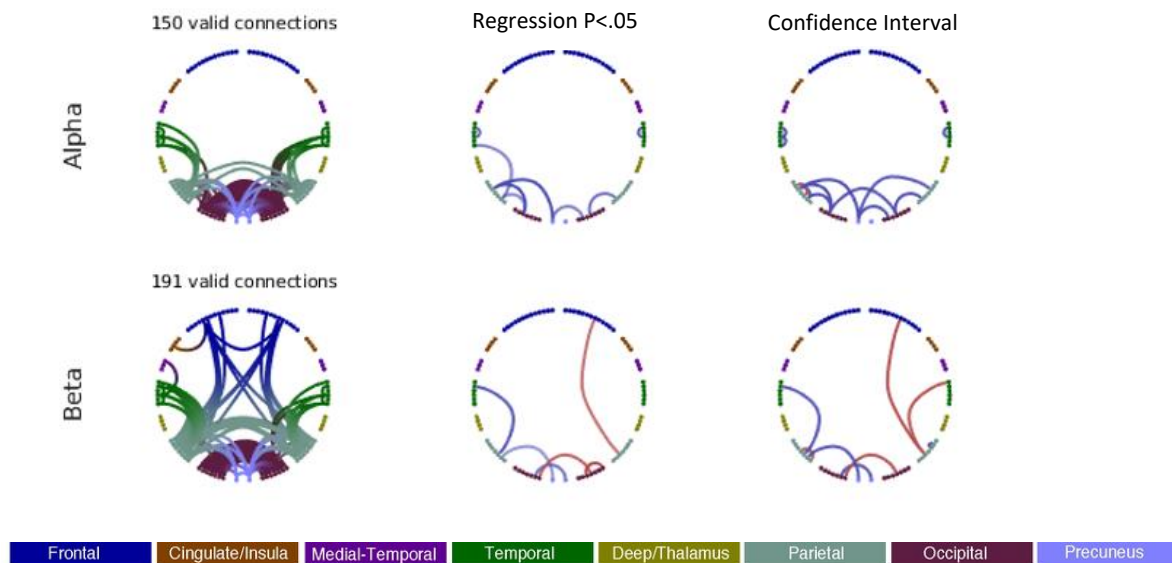 150 valid connections
Regression P<.05
Confidence Interval
Alpha
191 valid connections
Beta
Frontal
Cingulate/Insula
Medial-Temporal
Temporal
Deep/Thalamus
Parietal
Occipital
Precuneus